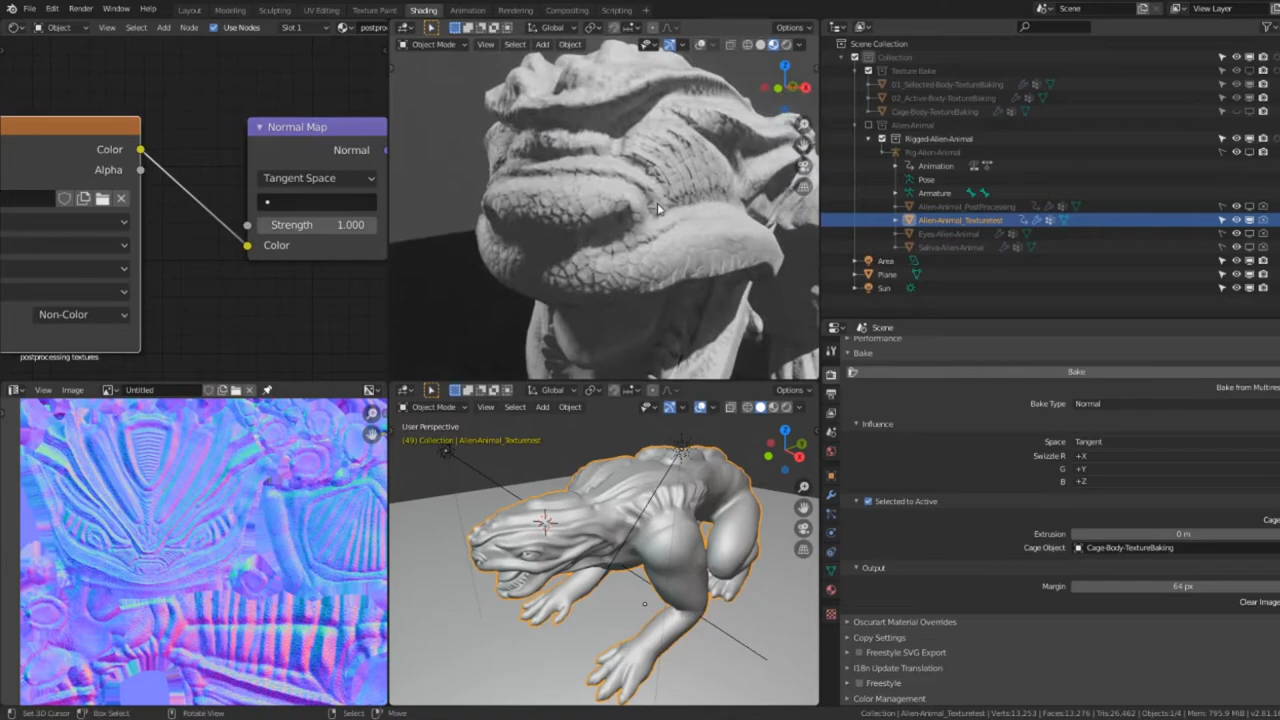 File Edit Render Window Help Layout Modeling Sculpting UV Editing Texture Paint Shading Animation Rendering Compositing Scripting + Scene View Layer
Object View Select Add Node Use Nodes Slot 1
Color
Alpha
Non-Color
postprocessing textures
Normal Map
Normal
Tangent Space
Strength 1.000
Color
Global Options
Object Mode View Select Add Object
Scene Collection
Collection
Texture Bake
01_Selected-Body-TextureBaking
02_Active-Body-TextureBaking
Cage-Body-TextureBaking
Alien-Animal
Rigged-Alien-Animal
Rig-Alien-Animal
Animation
Pose
Armature
Alien-Animal_PostProcessing
Alien-Animal_Texturetest
Eyes-Alien-Animal
Saliva-Alien-Animal
Area
Plane
Sun
Scene
Performance
Bake
Bake
Bake from Multires
Bake Type Normal
Influence
Space Tangent
Swizzle R +X
G +Y
B +Z
Selected to Active
Cage
Extrusion 0 m
Cage Object Cage-Body-TextureBaking
Output
Margin 64 px
Clear Image
Oscurart Material Overrides
Copy Settings
Freestyle SVG Export
I18n Update Translation
Freestyle
Color Management
View Image Untitled
Global Options
Object Mode View Select Add Object
User Perspective
(49) Collection | Alien-Animal_Texturetest
Set 3D Cursor Box Select Rotate View Select Move
Collection | Alien-Animal_Texturetest | Verts:13,253 | Faces:13,276 | Tris:26,462 | Objects:1/4 | Mem: 795.9 MiB | v2.81.1